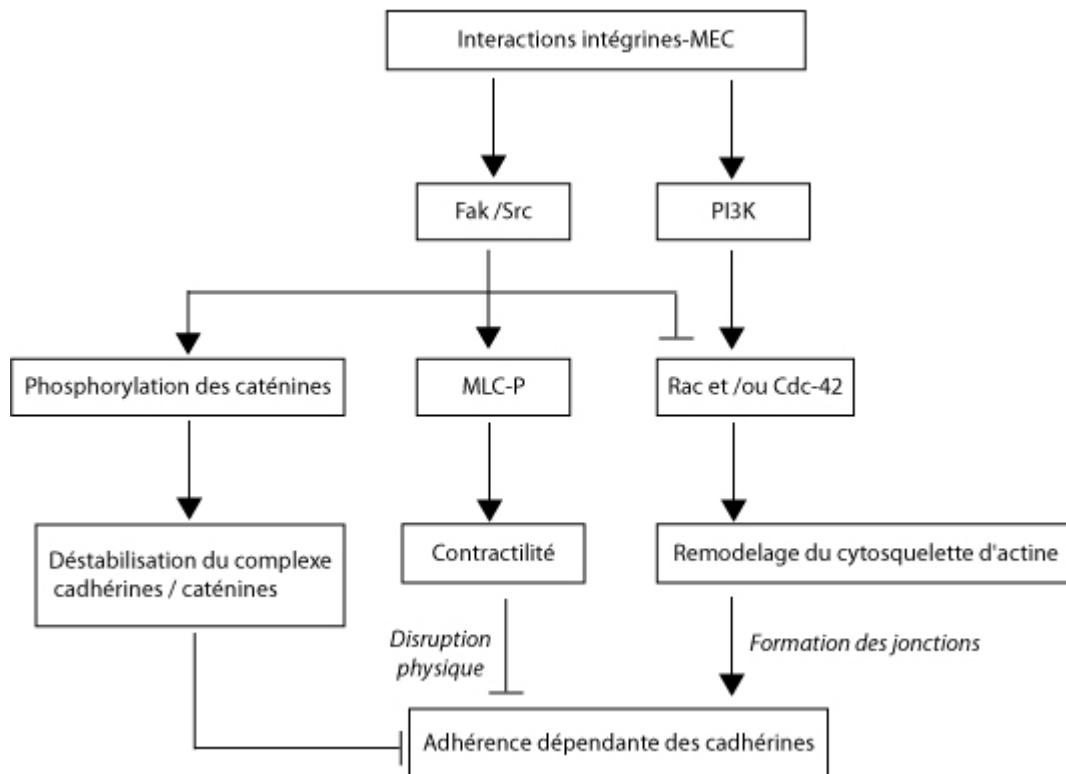 Interactions intégrines-MEC
Fak /Src
PI3K
Phosphorylation des caténines
MLC-P
Rac et /ou Cdc-42
Déstabilisation du complexe
cadhérines / caténines
Contractilité
Remodelage du cytosquelette d'actine
Disruption
physique
Formation des jonctions
Adhérence dépendante des cadhérines